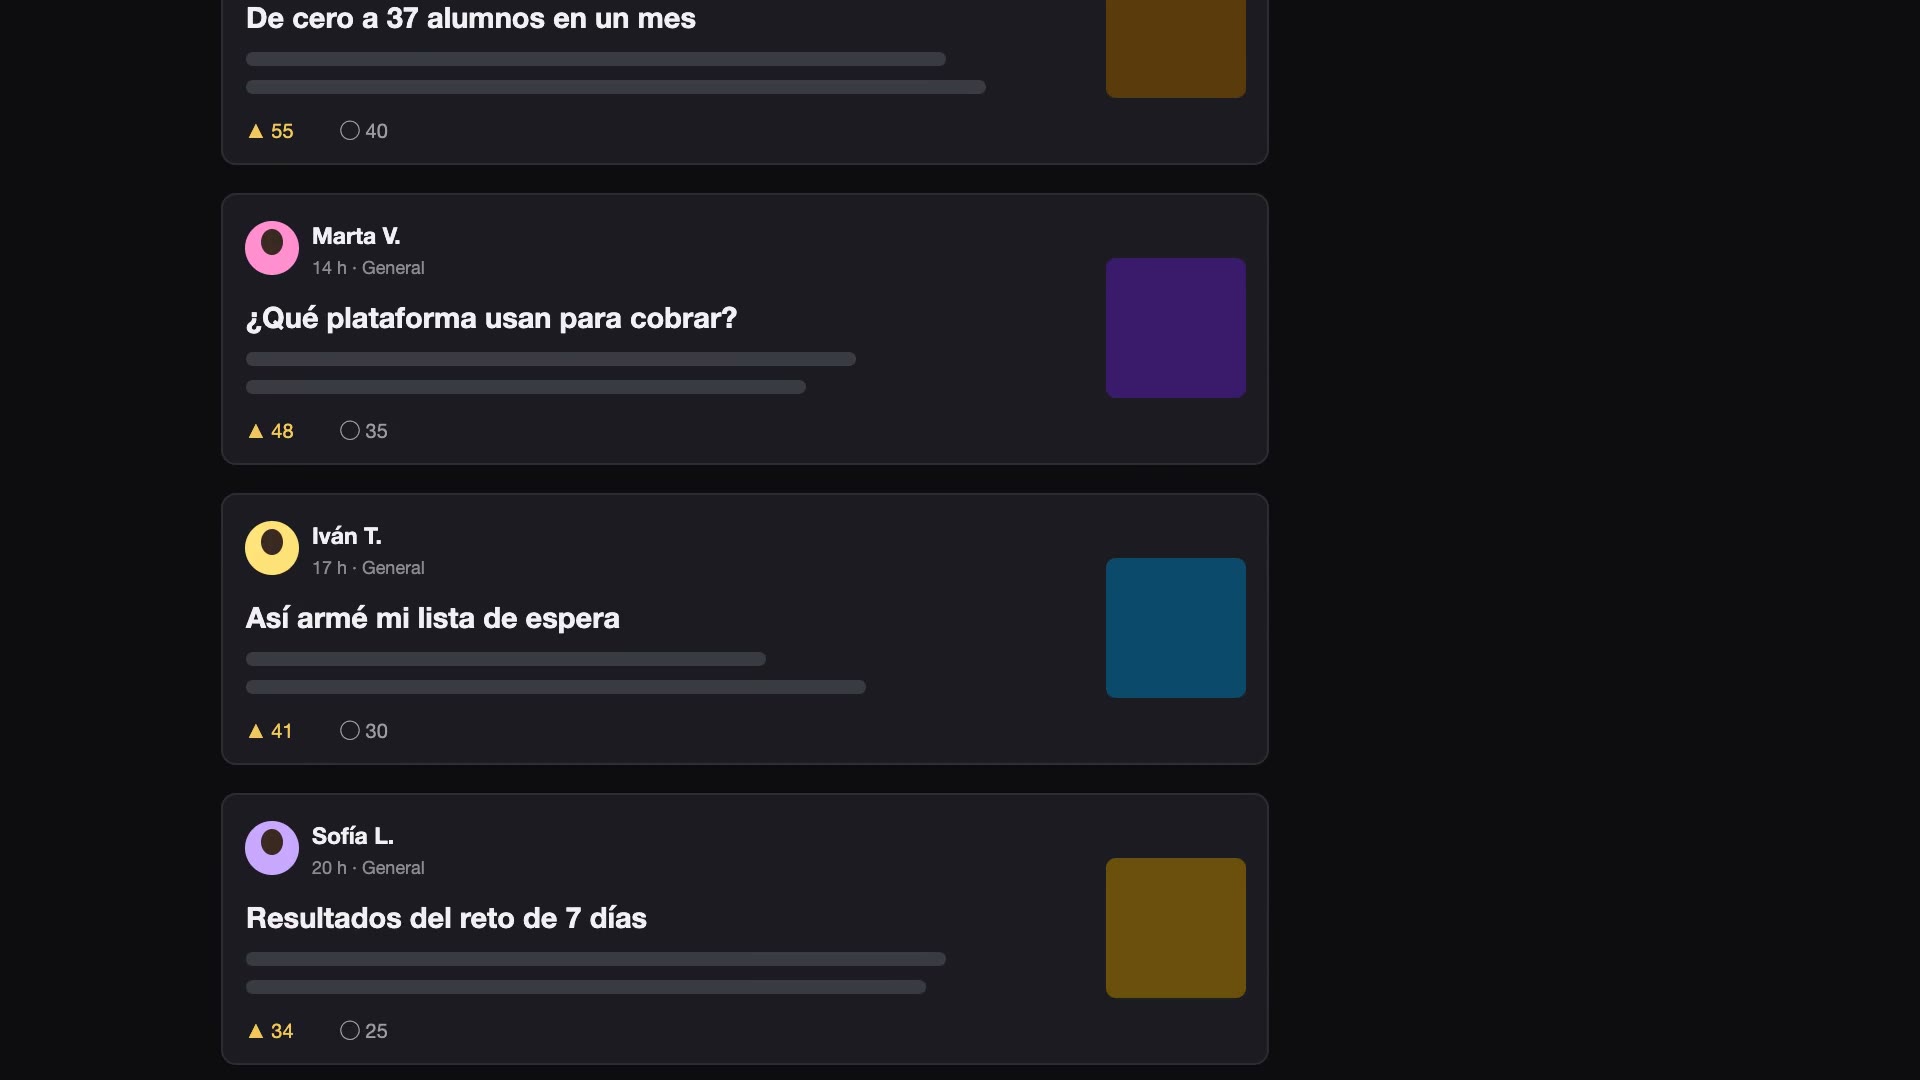 De cero a 37 alumnos en un mes
▲ 55 ◯ 40
Marta V.
14 h · General
¿Qué plataforma usan para cobrar?
▲ 48 ◯ 35
Iván T.
17 h · General
Así armé mi lista de espera
▲ 41 ◯ 30
Sofía L.
20 h · General
Resultados del reto de 7 días
▲ 34 ◯ 25